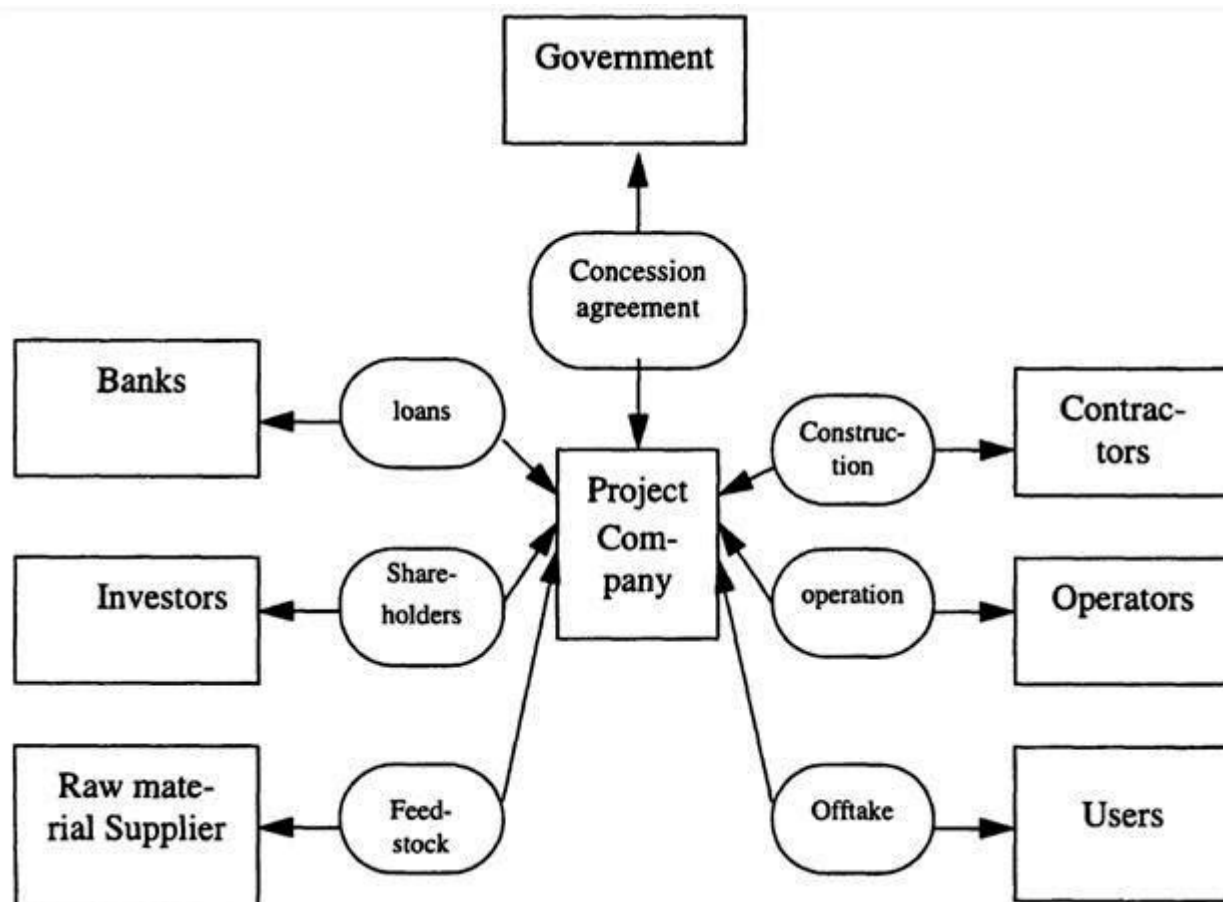 Government
Concession
agreement
Banks
loans
Construc-
tion
Contrac-
tors
Project
Com-
pany
Investors
Share-
holders
operation
Operators
Raw mate-
rial Supplier
Feed-
stock
Offtake
Users